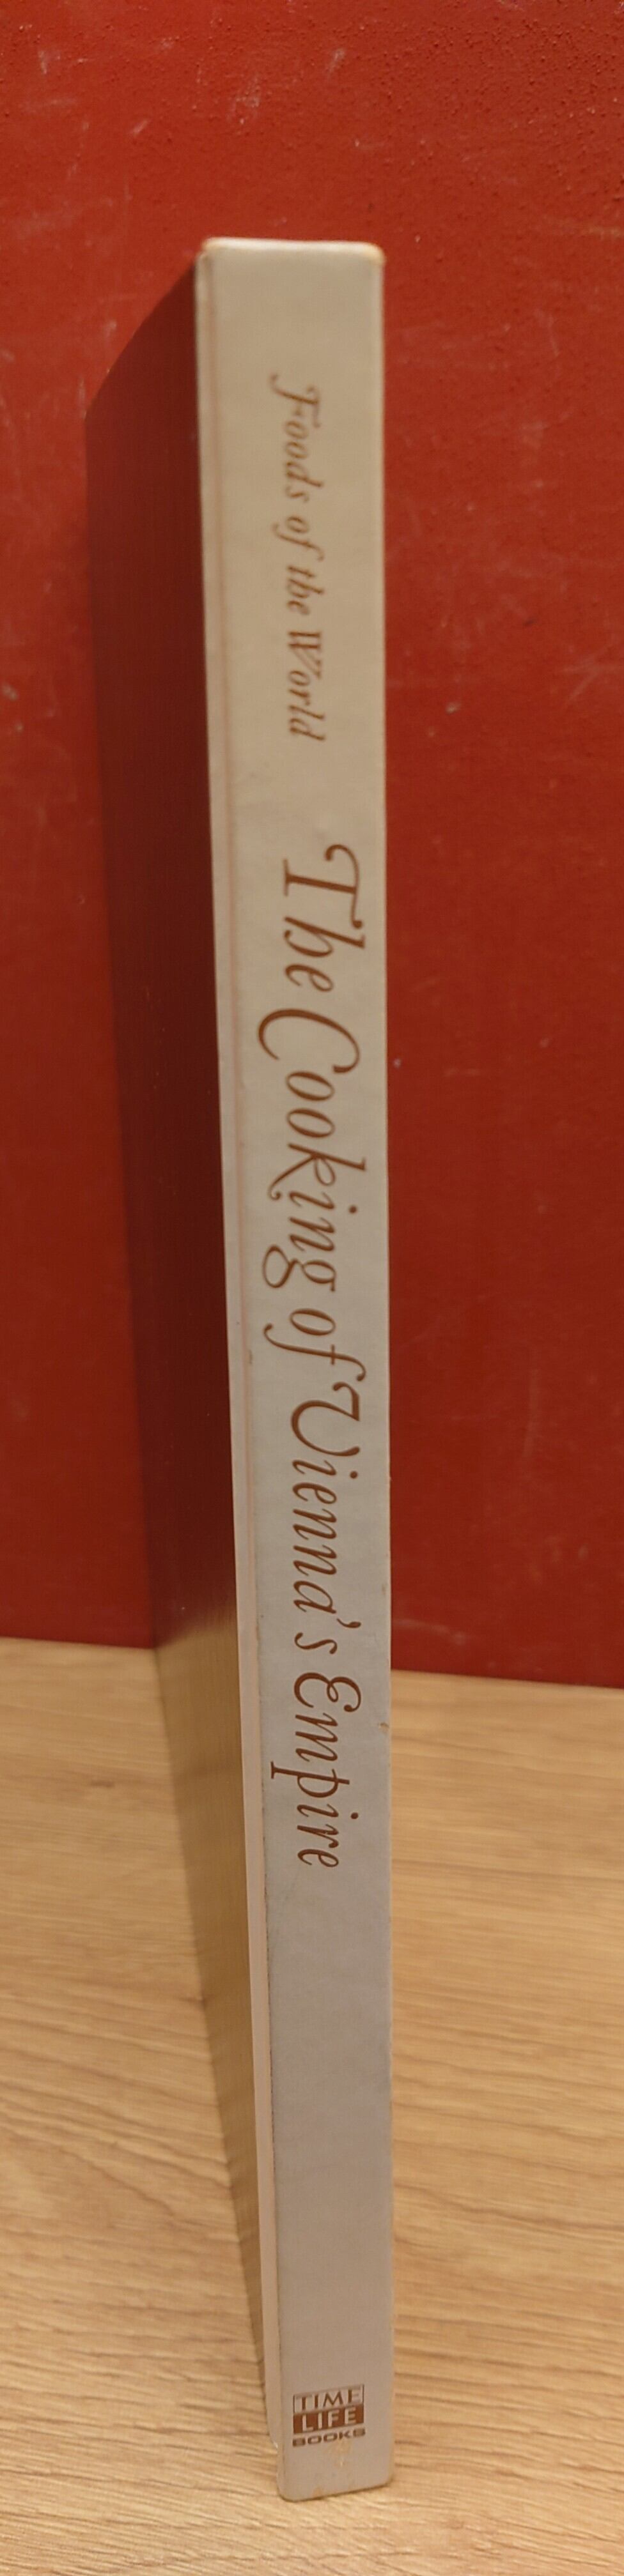 Foods of the World
The Cooking of Vienna's Empire
TIME
LIFE
BOOKS